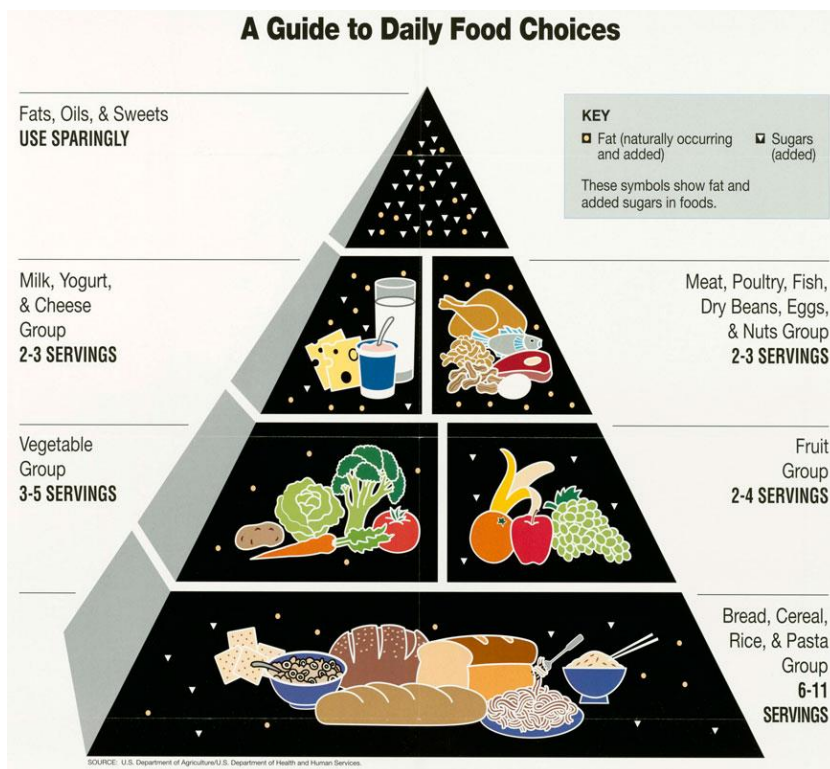 A Guide to Daily Food Choices
Fats, Oils, & Sweets
USE SPARINGLY
KEY
Fat (naturally occurring
and added)
Sugars
(added)
These symbols show fat and
added sugars in foods.
Milk, Yogurt,
& Cheese
Group
2-3 SERVINGS
Meat, Poultry, Fish,
Dry Beans, Eggs,
& Nuts Group
2-3 SERVINGS
Vegetable
Group
3-5 SERVINGS
Fruit
Group
2-4 SERVINGS
Bread, Cereal,
Rice, & Pasta
Group
6-11
SERVINGS
SOURCE: U.S. Department of Agriculture/U.S. Department of Health and Human Services.